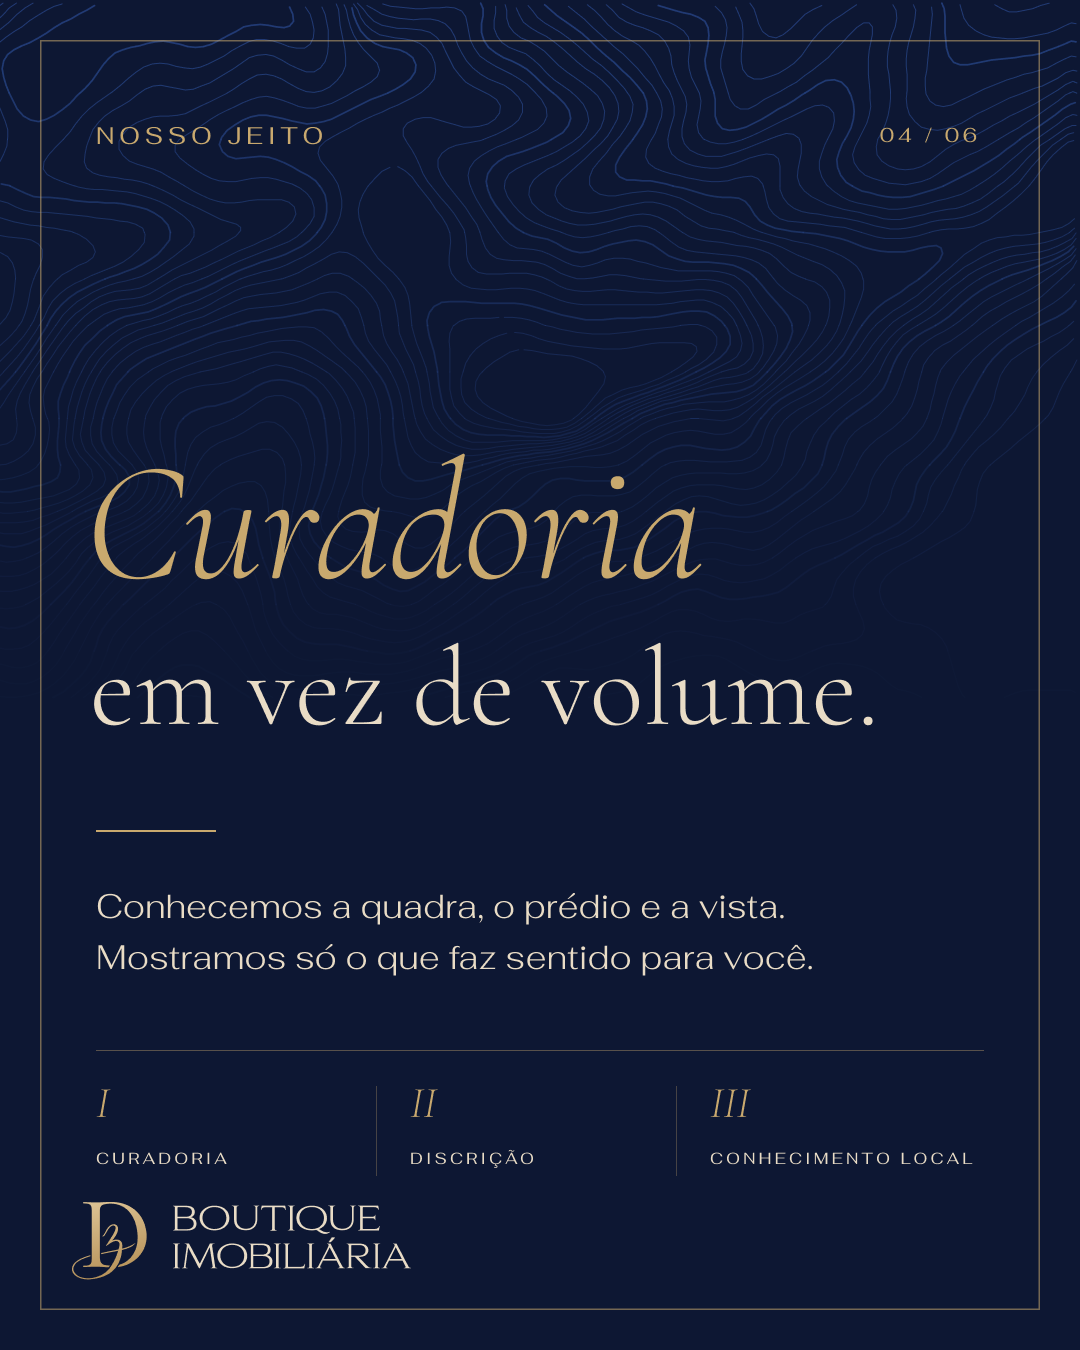 NOSSO JEITO
04 / 06
Curadoria
em vez de volume.
Conhecemos a quadra, o prédio e a vista.
Mostramos só o que faz sentido para você.
I
CURADORIA
II
DISCRIÇÃO
III
CONHECIMENTO LOCAL
BOUTIQUE
IMOBILIÁRIA